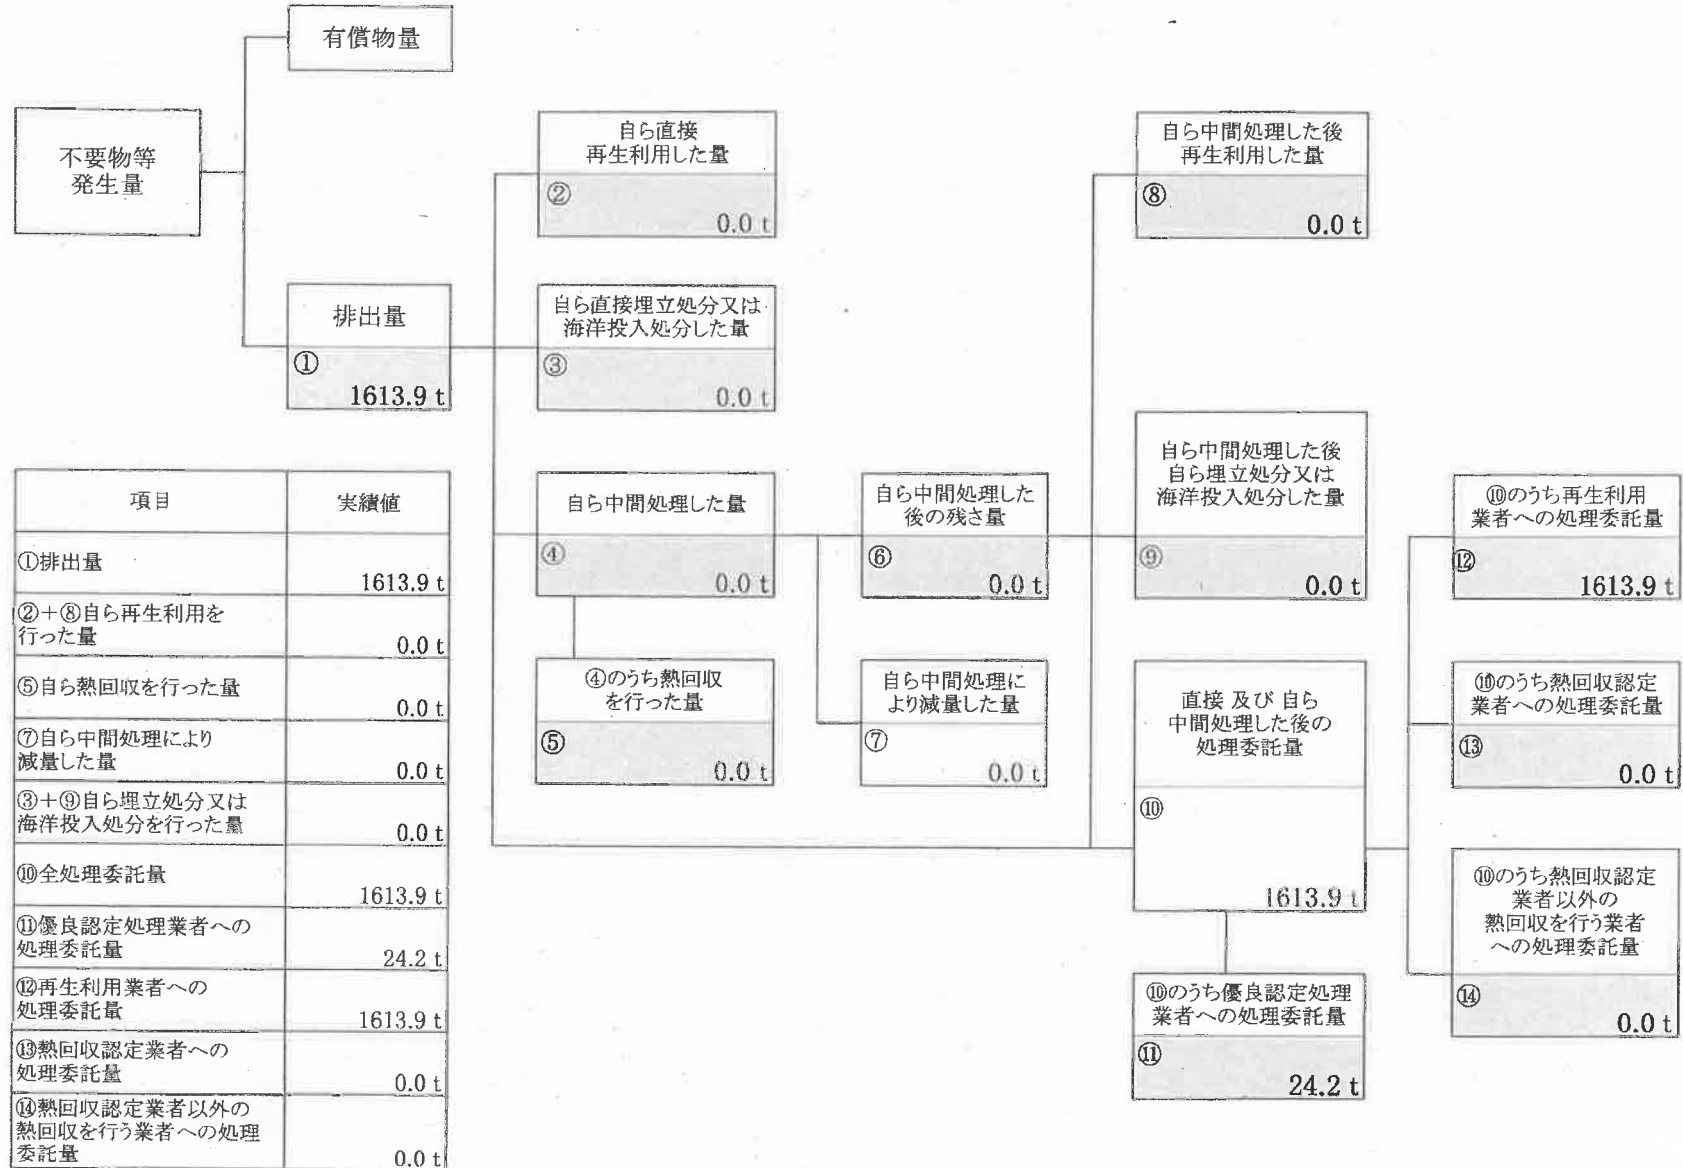 有償物量
不要物等
発生量
排出量
①
1613.9 t
自ら直接
再生利用した量
②
0.0 t
自ら直接埋立処分又は
海洋投入処分した量
③
0.0 t
自ら中間処理した量
④
0.0 t
④のうち熱回収
を行った量
⑤
0.0 t
自ら中間処理した
後の残さ量
⑥
0.0 t
自ら中間処理に
より減量した量
⑦
0.0 t
自ら中間処理した後
再生利用した量
⑧
0.0 t
自ら中間処理した後
自ら埋立処分又は
海洋投入処分した量
⑨
0.0 t
直接 及び 自ら
中間処理した後の
処理委託量
⑩
1613.9 t
⑩のうち優良認定処理
業者への処理委託量
⑪
24.2 t
⑩のうち再生利用
業者への処理委託量
⑫
1613.9 t
⑩のうち熱回収認定
業者への処理委託量
⑬
0.0 t
⑩のうち熱回収認定
業者以外の
熱回収を行う業者
への処理委託量
⑭
0.0 t
項目 実績値
①排出量
1613.9 t
②+⑧自ら再生利用を
行った量
0.0 t
⑤自ら熱回収を行った量
0.0 t
⑦自ら中間処理により
減量した量
0.0 t
③+⑨自ら埋立処分又は
海洋投入処分を行った量
0.0 t
⑩全処理委託量
1613.9 t
⑪優良認定処理業者への
処理委託量
24.2 t
⑫再生利用業者への
処理委託量
1613.9 t
⑬熱回収認定業者への
処理委託量
0.0 t
⑭熱回収認定業者以外の
熱回収を行う業者への処理
委託量
0.0 t